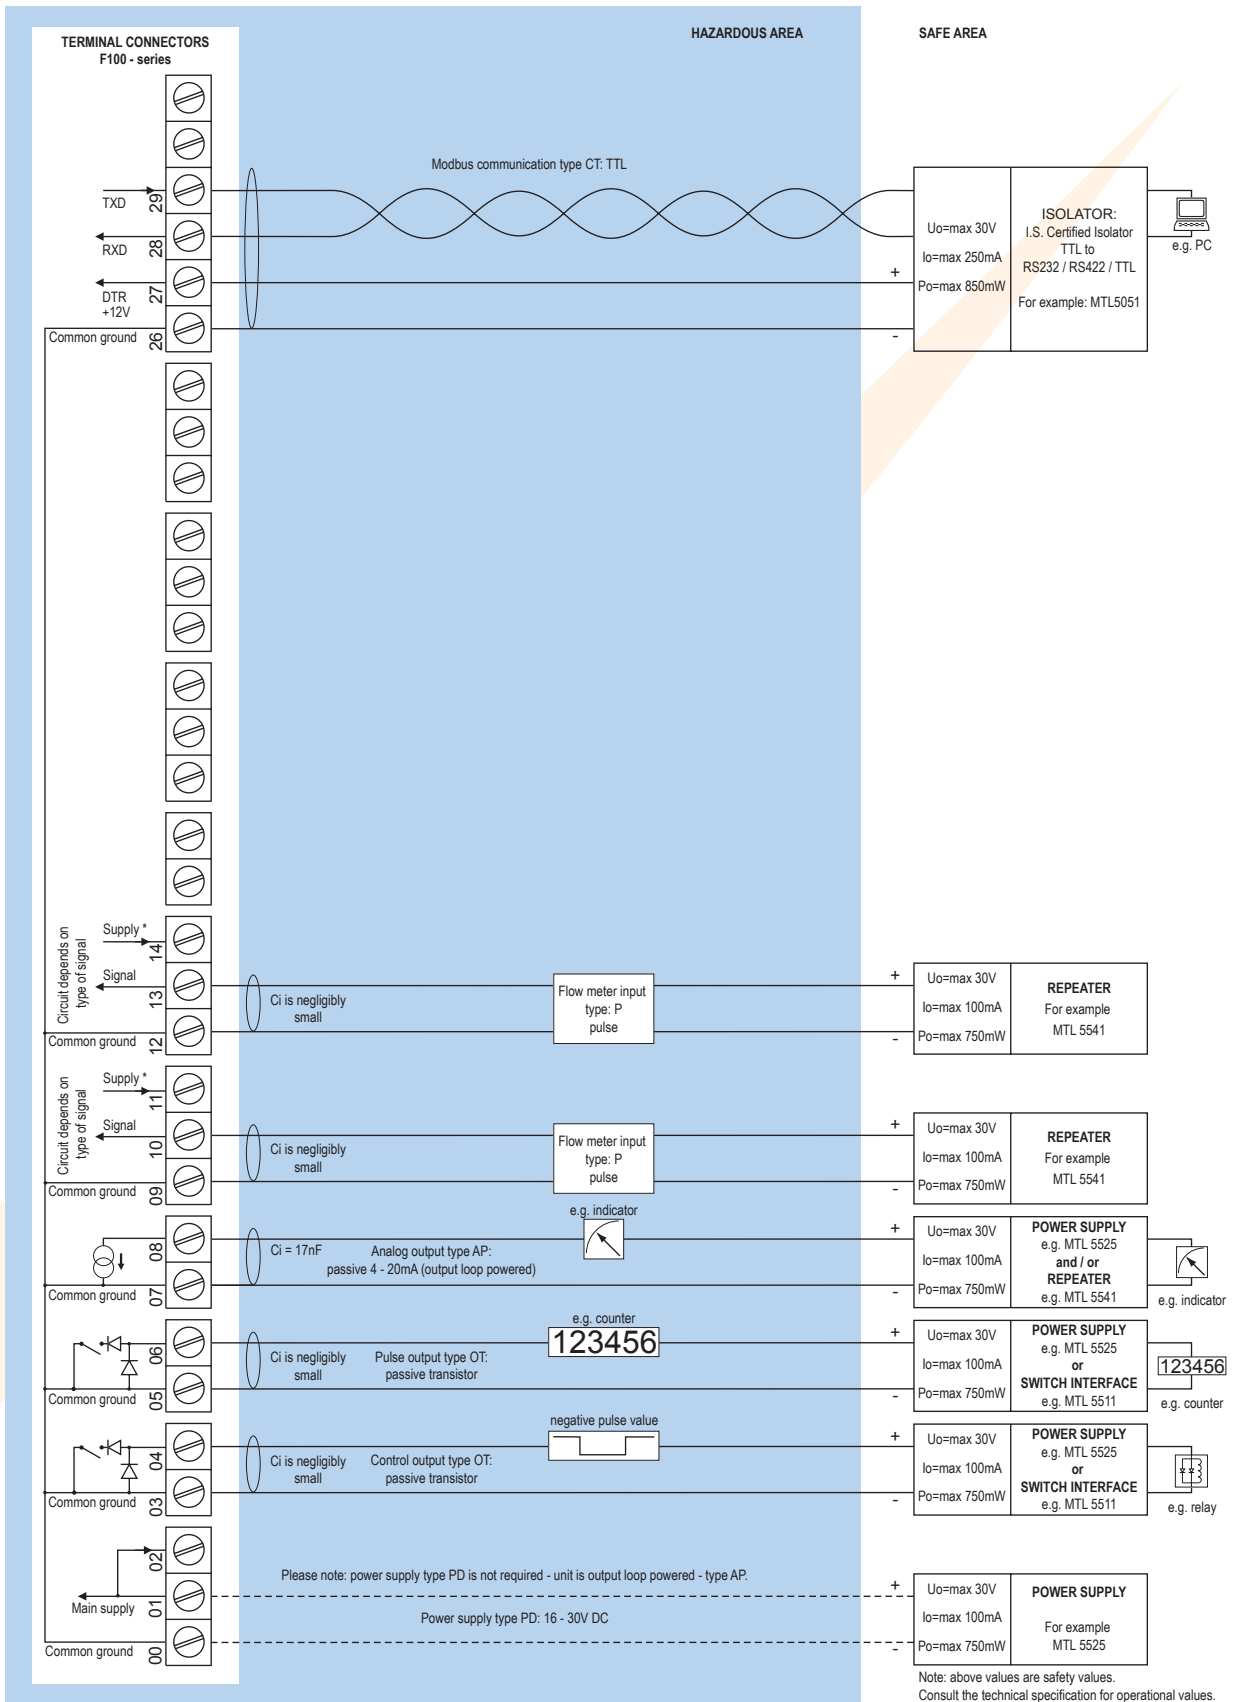 HAZARDOUS AREA
SAFE AREA
TERMINAL CONNECTORS
F100 - series
Modbus communication type CT: TTL
TXD
29
RXD
28
DTR
+12V
27
Common ground
26
+
-
Uo=max 30V
Io=max 250mA
Po=max 850mW
ISOLATOR:
I.S. Certified Isolator
TTL to
RS232 / RS422 / TTL
For example: MTL5051
e.g. PC
Circuit depends on
type of signal
Supply *
14
Signal
13
Common ground
12
Ci is negligibly
small
Flow meter input
type: P
pulse
+
-
Uo=max 30V
Io=max 100mA
Po=max 750mW
REPEATER
For example
MTL 5541
Circuit depends on
type of signal
Supply *
11
Signal
10
Common ground
09
Ci is negligibly
small
Flow meter input
type: P
pulse
+
-
Uo=max 30V
Io=max 100mA
Po=max 750mW
REPEATER
For example
MTL 5541
08
Common ground
07
Ci = 17nF
Analog output type AP:
passive 4 - 20mA (output loop powered)
e.g. indicator
+
-
Uo=max 30V
Io=max 100mA
Po=max 750mW
POWER SUPPLY
e.g. MTL 5525
and / or
REPEATER
e.g. MTL 5541
e.g. indicator
06
Common ground
05
Ci is negligibly
small
Pulse output type OT:
passive transistor
e.g. counter
123456
+
-
Uo=max 30V
Io=max 100mA
Po=max 750mW
POWER SUPPLY
e.g. MTL 5525
or
SWITCH INTERFACE
e.g. MTL 5511
123456
e.g. counter
04
Common ground
03
Ci is negligibly
small
Control output type OT:
passive transistor
negative pulse value
+
-
Uo=max 30V
Io=max 100mA
Po=max 750mW
POWER SUPPLY
e.g. MTL 5525
or
SWITCH INTERFACE
e.g. MTL 5511
e.g. relay
02
Main supply
01
Common ground
00
Please note: power supply type PD is not required - unit is output loop powered - type AP.
Power supply type PD: 16 - 30V DC
+
-
Uo=max 30V
Io=max 100mA
Po=max 750mW
POWER SUPPLY
For example
MTL 5525
Note: above values are safety values.
Consult the technical specification for operational values.